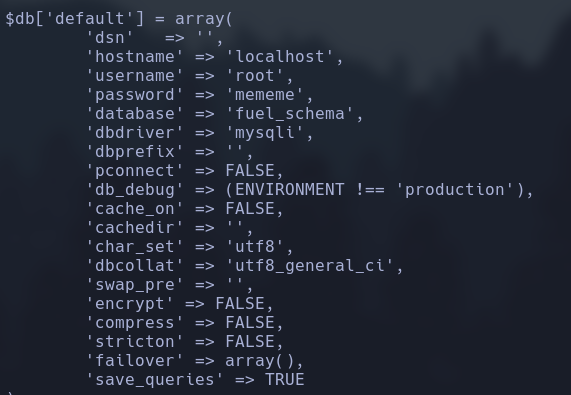 $db['default'] = array(
        'dsn'   => '',
        'hostname' => 'localhost',
        'username' => 'root',
        'password' => 'mememe',
        'database' => 'fuel_schema',
        'dbdriver' => 'mysqli',
        'dbprefix' => '',
        'pconnect' => FALSE,
        'db_debug' => (ENVIRONMENT !== 'production'),
        'cache_on' => FALSE,
        'cachedir' => '',
        'char_set' => 'utf8',
        'dbcollat' => 'utf8_general_ci',
        'swap_pre' => '',
        'encrypt' => FALSE,
        'compress' => FALSE,
        'stricton' => FALSE,
        'failover' => array(),
        'save_queries' => TRUE